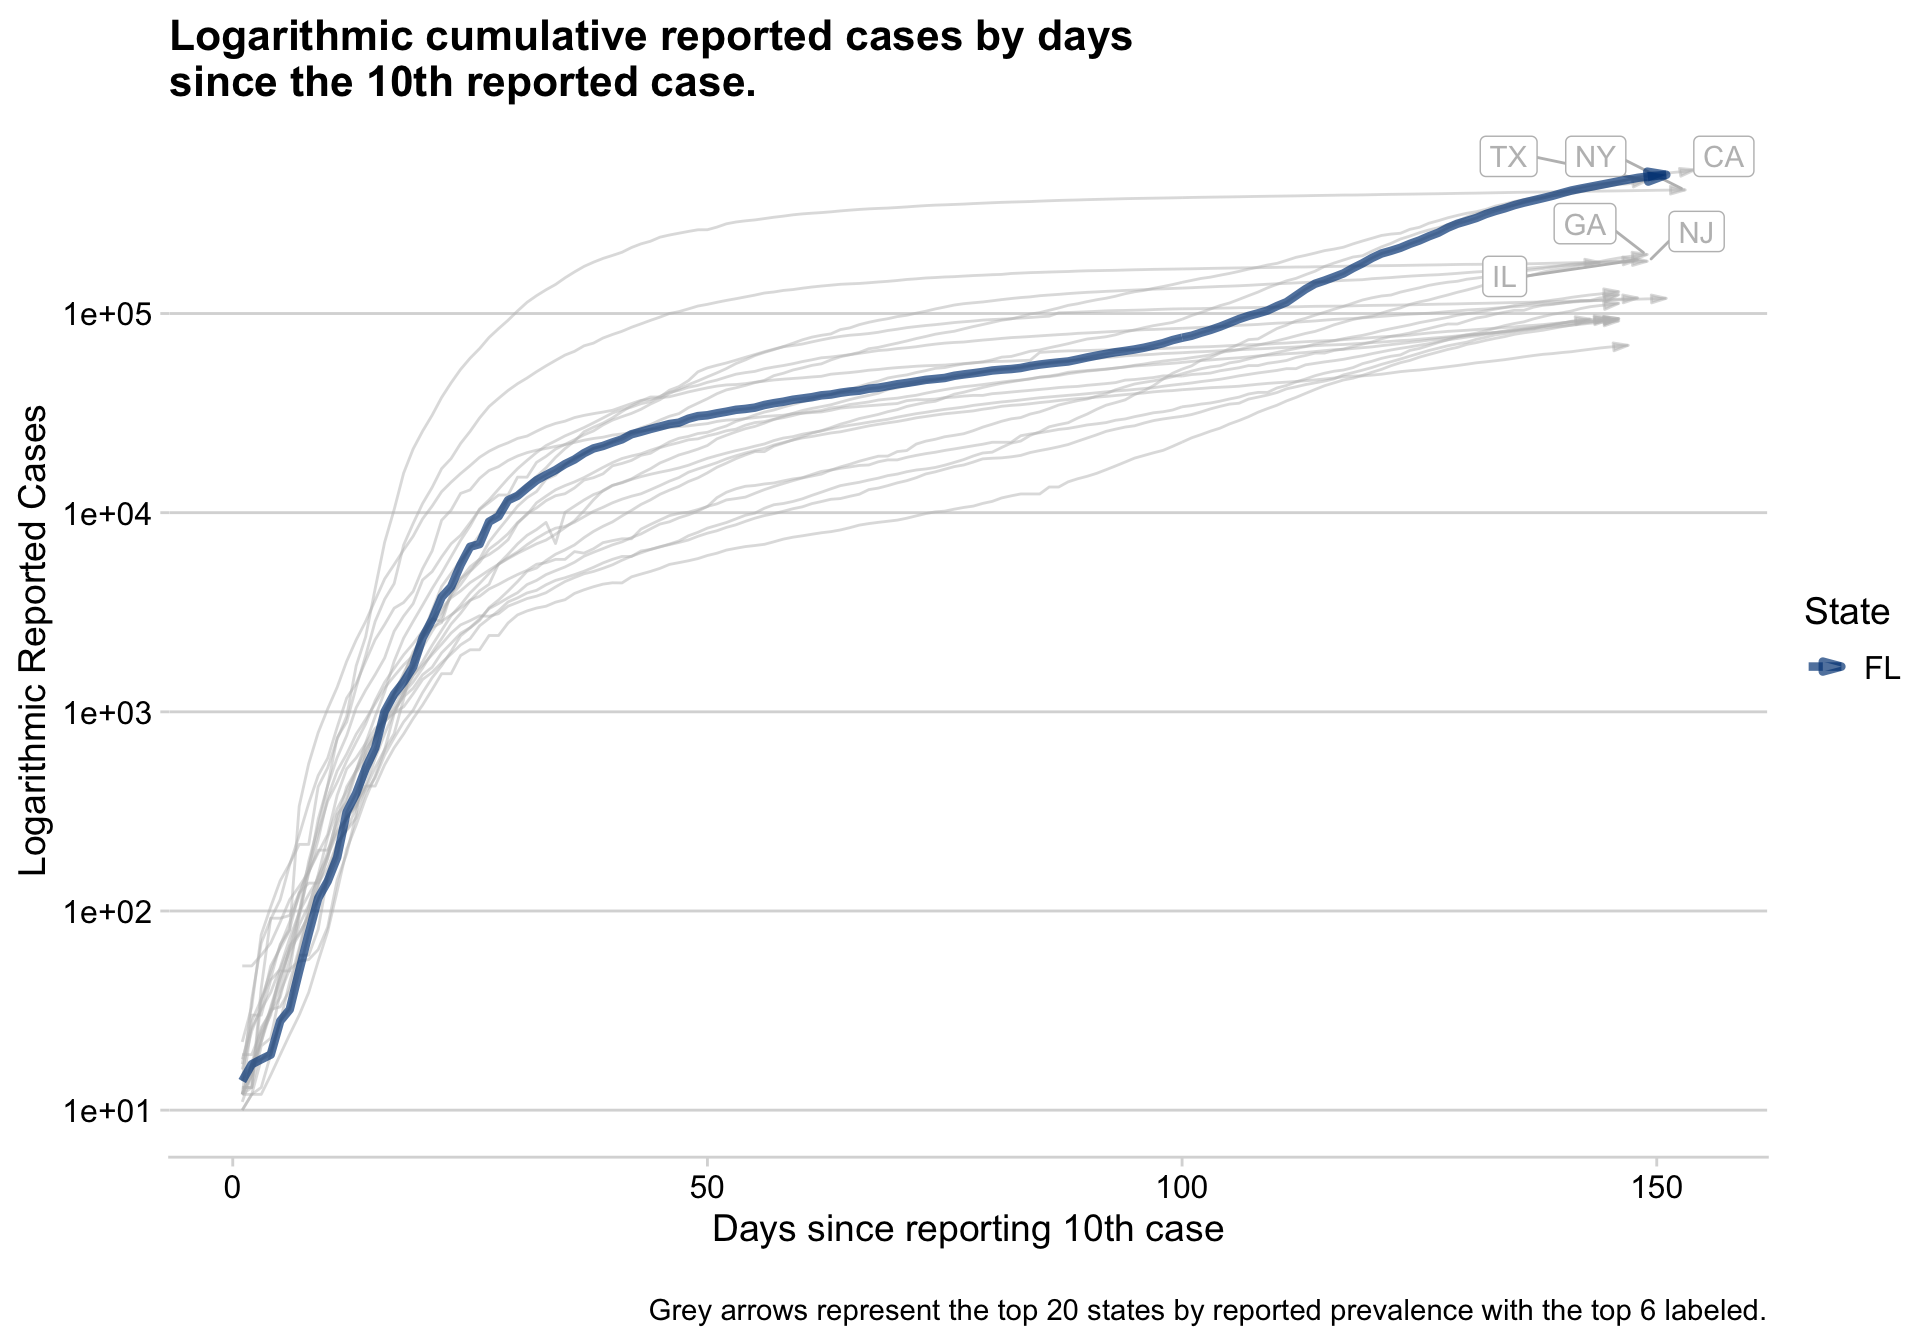 Logarithmic cumulative reported cases by days
since the 10th reported case.
TX
NY
CA
GA
NJ
IL
1e+05
1e+04
1e+03
1e+02
1e+01
Logarithmic Reported Cases
0
50
100
150
Days since reporting 10th case
State
FL
Grey arrows represent the top 20 states by reported prevalence with the top 6 labeled.